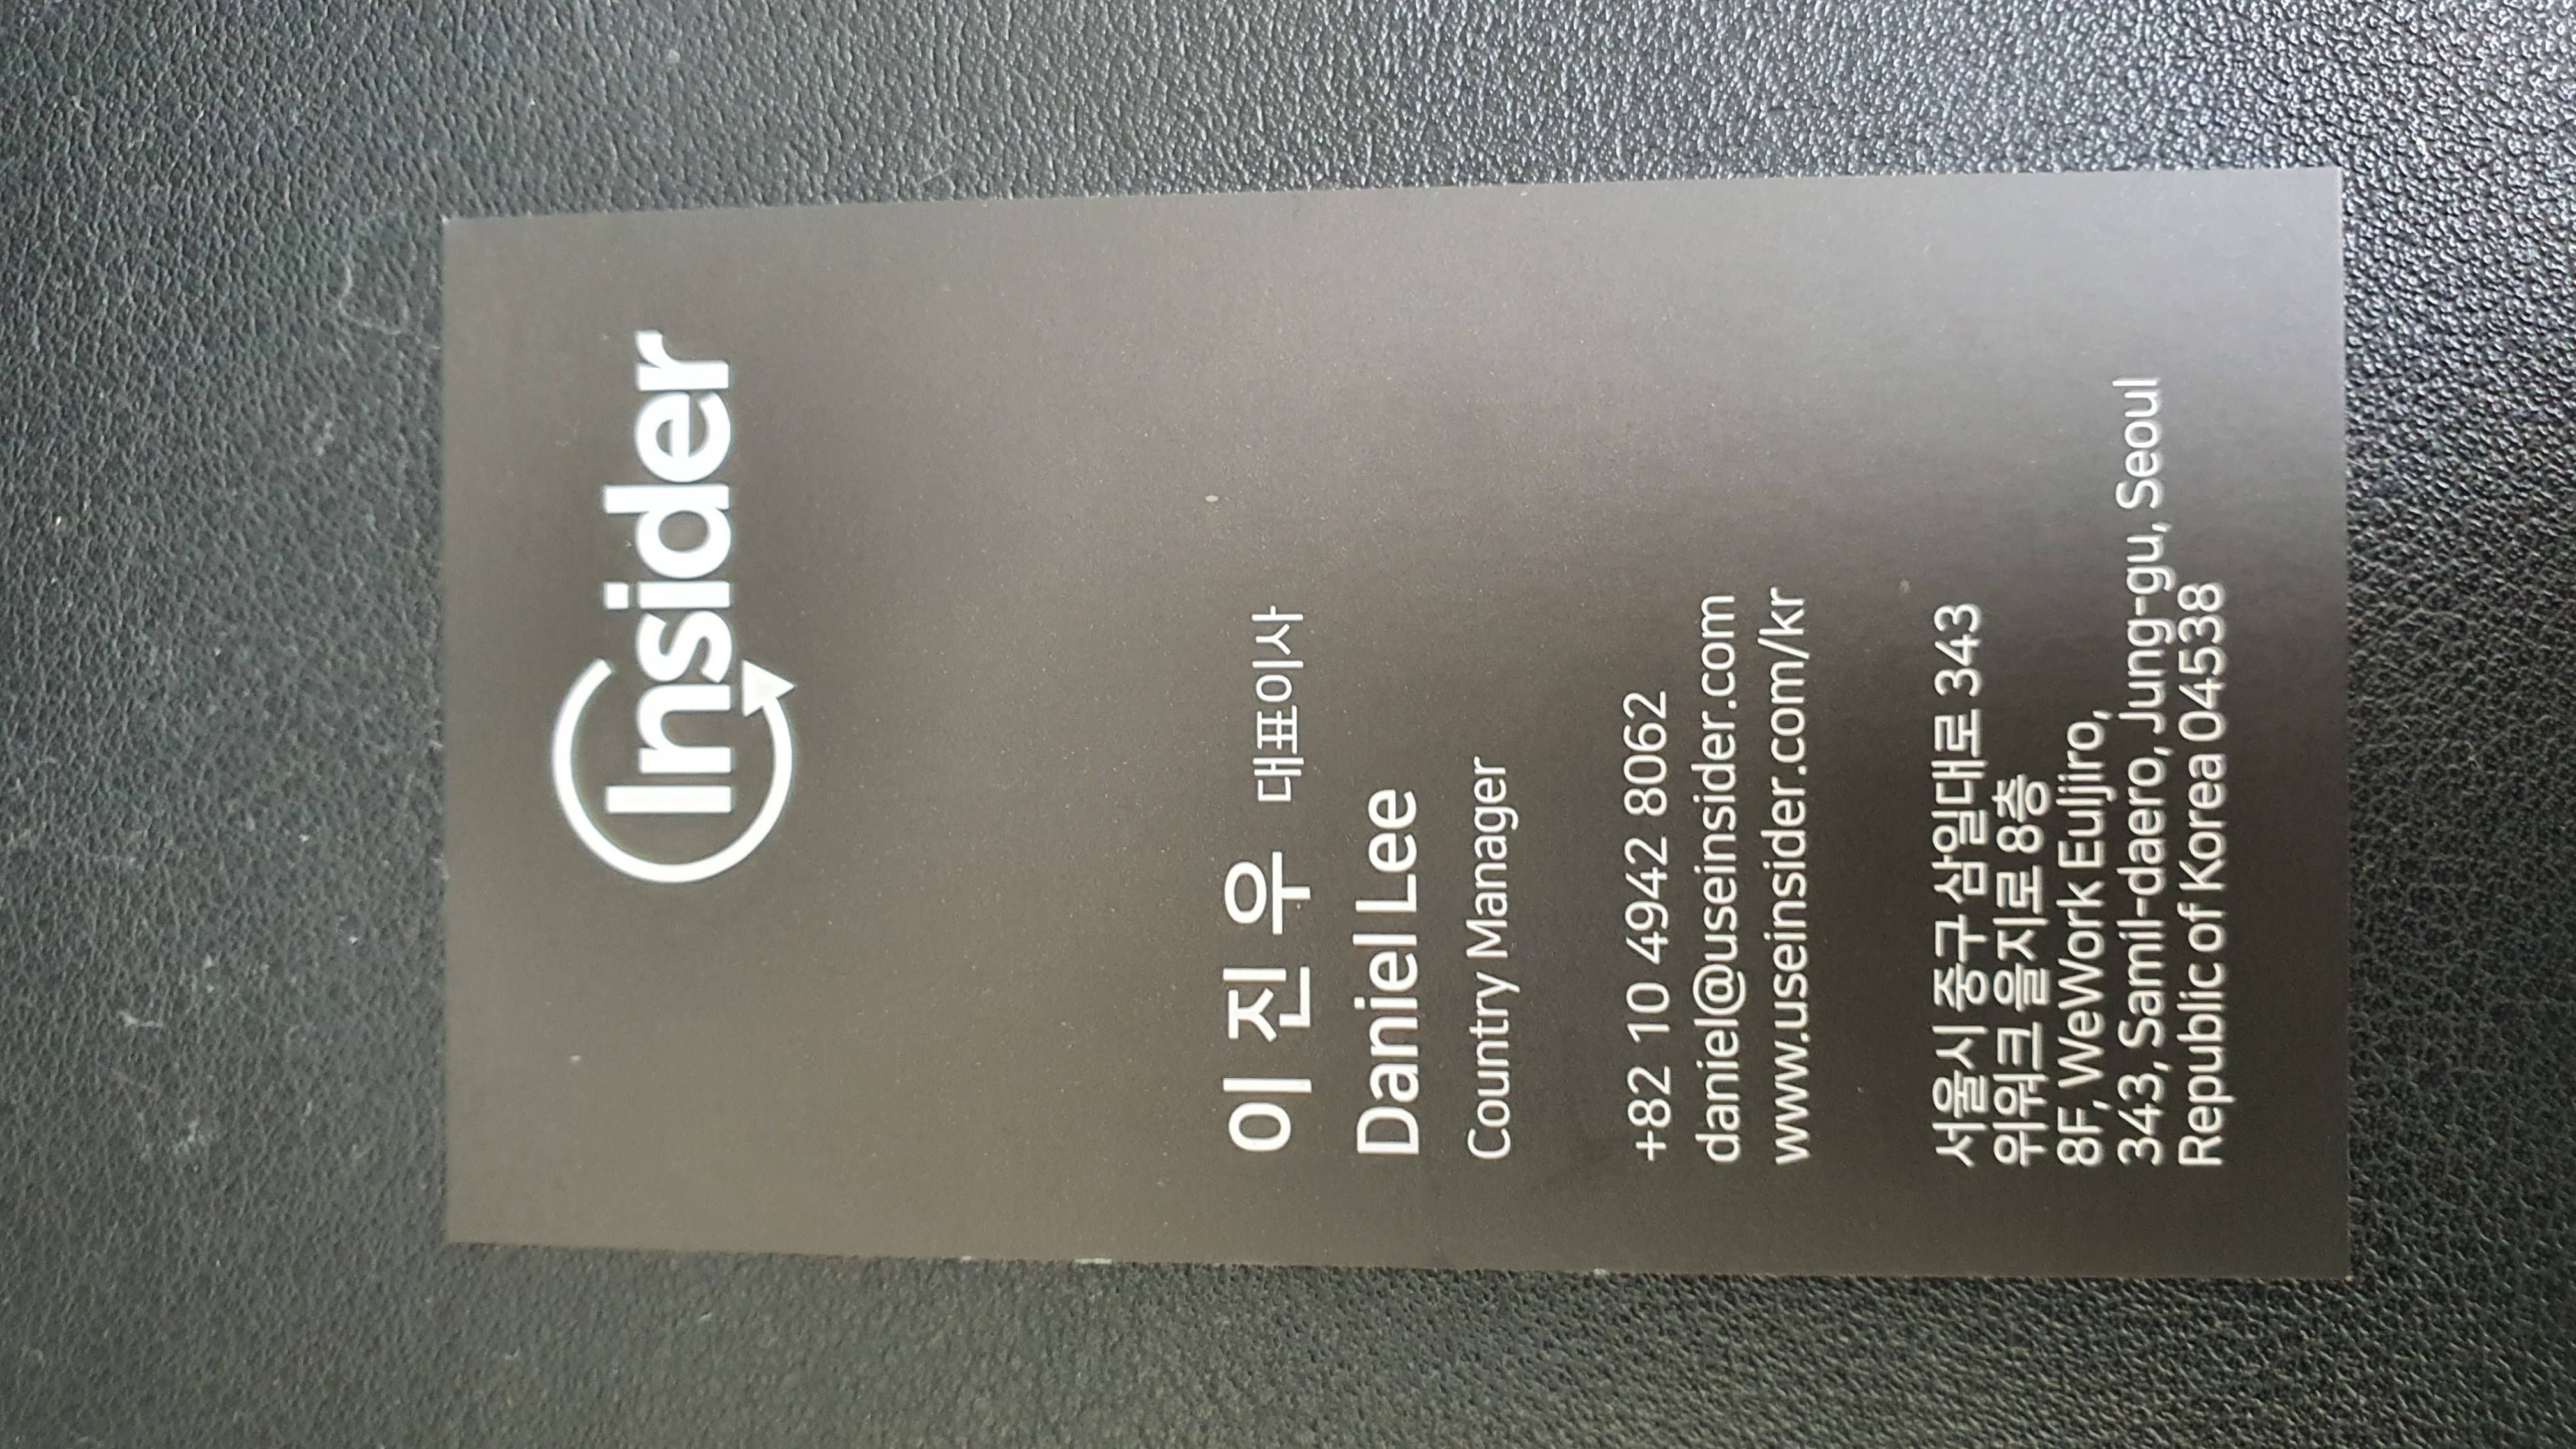 Insider
이진우 대표이사
Daniel Lee
Country Manager
+82 10 4942 8062
daniel@useinsider.com
www.useinsider.com/kr
서울시 중구 삼일대로 343
위워크 을지로 8층
8F, WeWork Euljiro,
343, Samil-daero, Jung-gu, Seoul
Republic of Korea 04538